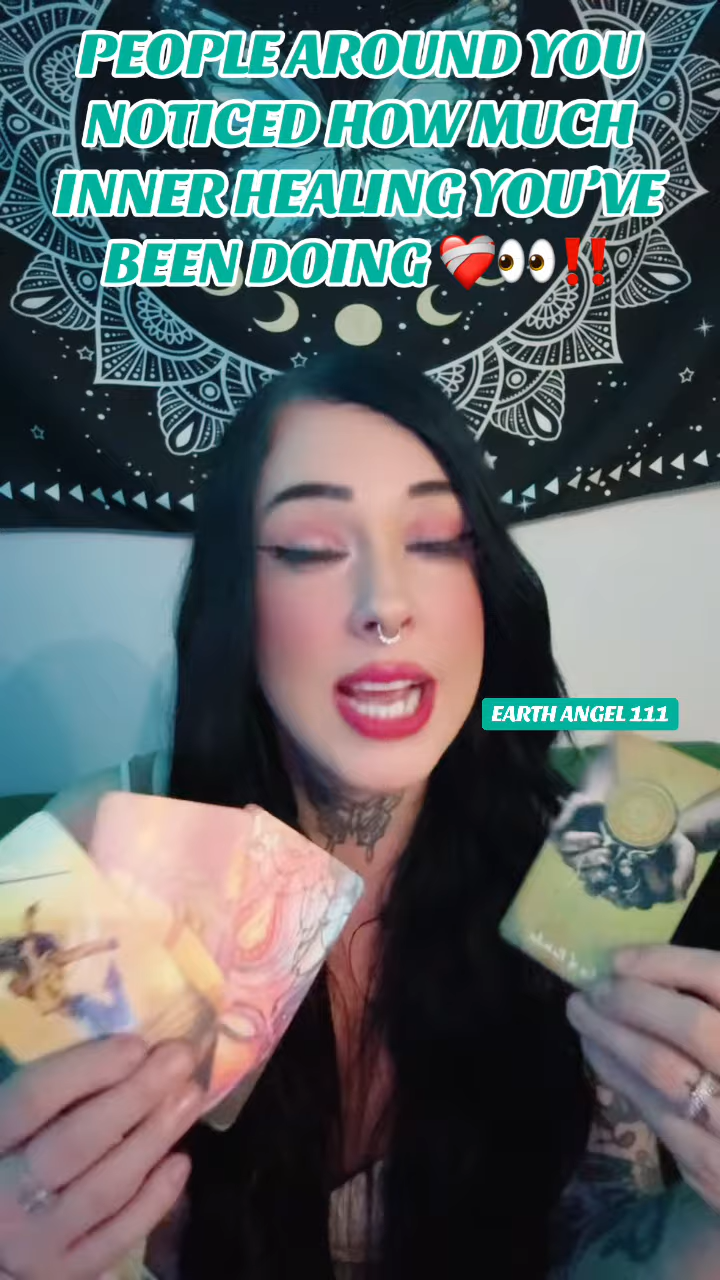 PEOPLE AROUND YOU
NOTICED HOW MUCH
INNER HEALING YOU'VE
BEEN DOING ❤️‍🩹👀‼️
EARTH ANGEL 111